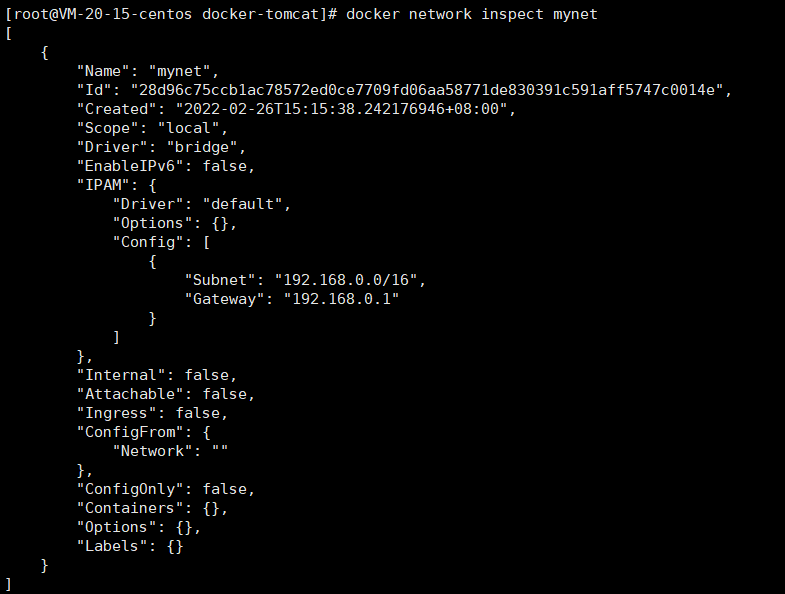 [root@VM-20-15-centos docker-tomcat]# docker network inspect mynet
[
    {
        "Name": "mynet",
        "Id": "28d96c75ccb1ac78572ed0ce7709fd06aa58771de830391c591aff5747c0014e",
        "Created": "2022-02-26T15:15:38.242176946+08:00",
        "Scope": "local",
        "Driver": "bridge",
        "EnableIPv6": false,
        "IPAM": {
            "Driver": "default",
            "Options": {},
            "Config": [
                {
                    "Subnet": "192.168.0.0/16",
                    "Gateway": "192.168.0.1"
                }
            ]
        },
        "Internal": false,
        "Attachable": false,
        "Ingress": false,
        "ConfigFrom": {
            "Network": ""
        },
        "ConfigOnly": false,
        "Containers": {},
        "Options": {},
        "Labels": {}
    }
]